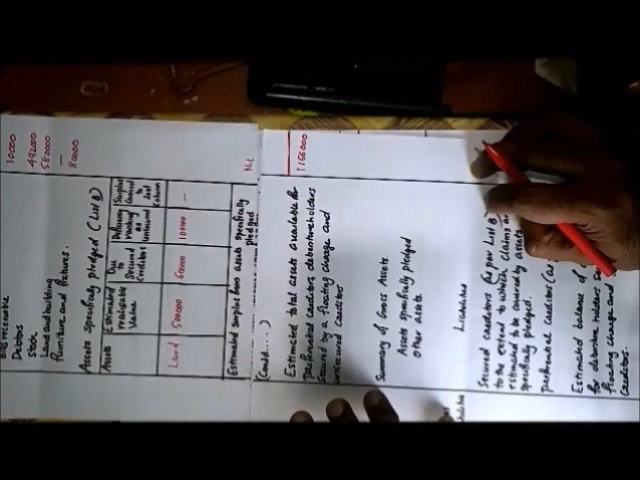 Debtors 10000
Stock 492000
Land and building 580000
Furniture and fixtures. —
80000
Assets specifically pledged (List B)
Assets
Estimated realisable Value
Due to Secured Creditors
Deficiency Ranking as unsecured
Surplus Carried to last Column
Land 500000 600000 100000 —
Estimated surplus from assets specifically pledged Nil
(Contd.....)
Estimated total assets available for 1156000
Preferential creditors, debentureholders
secured by a floating charge and
unsecured creditors
Summary of Gross Assets
Assets specifically pledged
Other assets
Liabilities
Secured creditors (as per List B)
to the extend to which claims are
estimated to be covered by assets
specifically pledged.
Preferential Creditors (as
Estimated balance of
for debenture holders
floating charge and
Creditors.